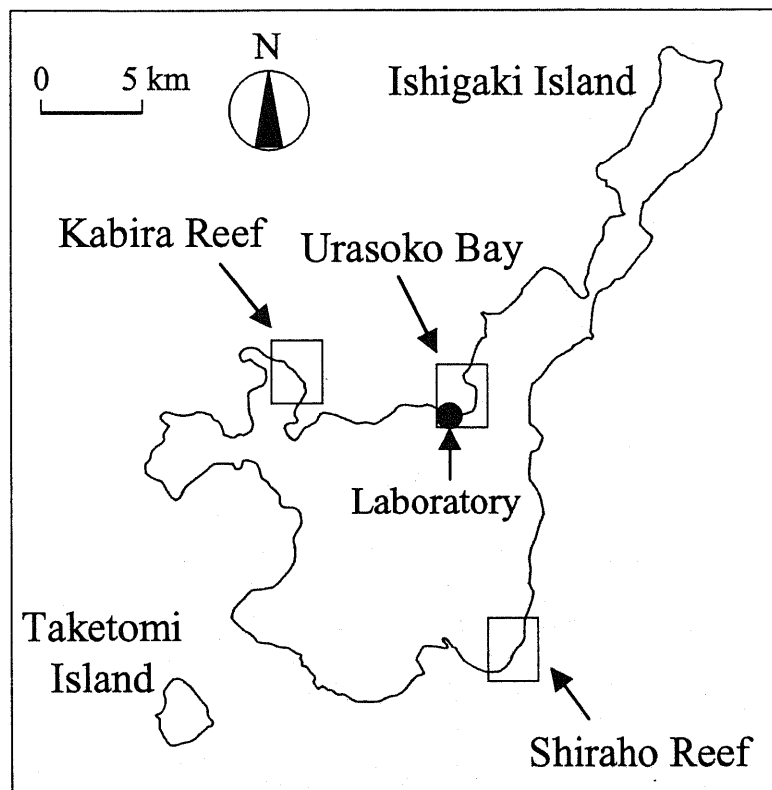 N
0 5 km
Ishigaki Island
Kabira Reef
Urasoko Bay
Laboratory
Taketomi
Island
Shiraho Reef